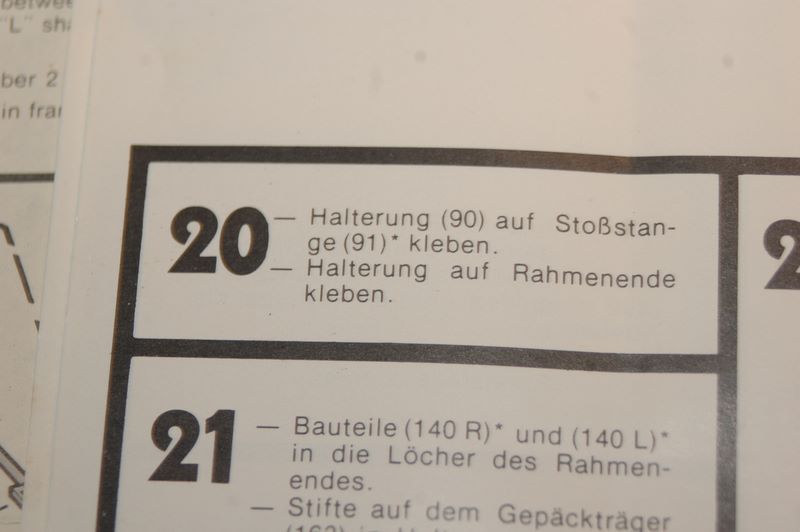 "L" sh
ber 2
in fra
20
— Halterung (90) auf Stoßstan-
ge (91)* kleben.
— Halterung auf Rahmenende
kleben.
21
— Bauteile (140 R)* und (140 L)*
in die Löcher des Rahmen-
endes.
— Stifte auf dem Gepäckträger
2